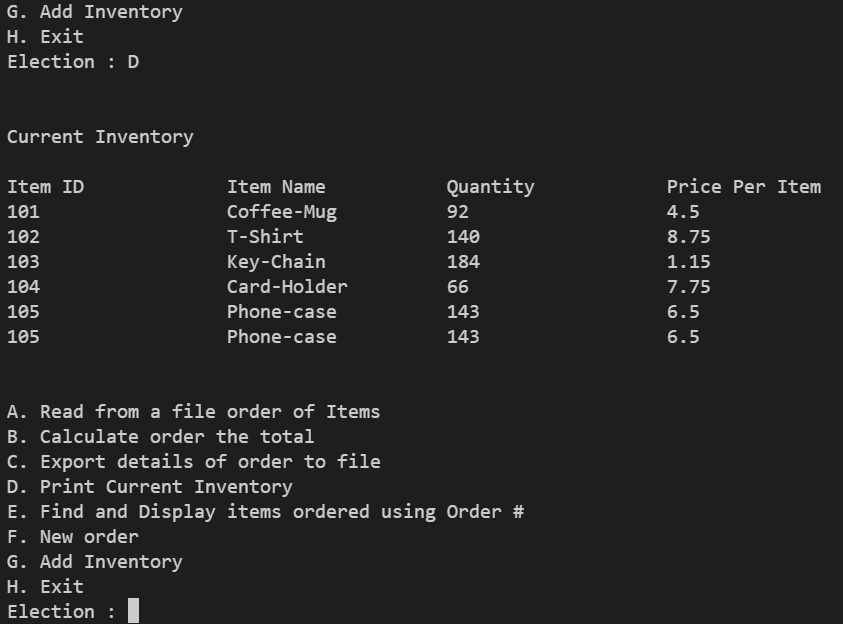 G. Add Inventory
H. Exit
Election : D
Current Inventory
Item ID Item Name Quantity Price Per Item
101 Coffee-Mug 92 4.5
102 T-Shirt 140 8.75
103 Key-Chain 184 1.15
104 Card-Holder 66 7.75
105 Phone-case 143 6.5
105 Phone-case 143 6.5
A. Read from a file order of Items
B. Calculate order the total
C. Export details of order to file
D. Print Current Inventory
E. Find and Display items ordered using Order #
F. New order
G. Add Inventory
H. Exit
Election :